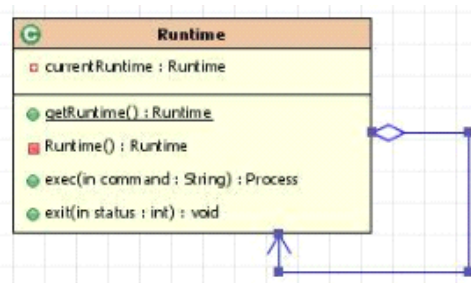 C Runtime
currentRuntime : Runtime
getRuntime() : Runtime
Runtime() : Runtime
exec(in command : String) : Process
exit(in status : int) : void